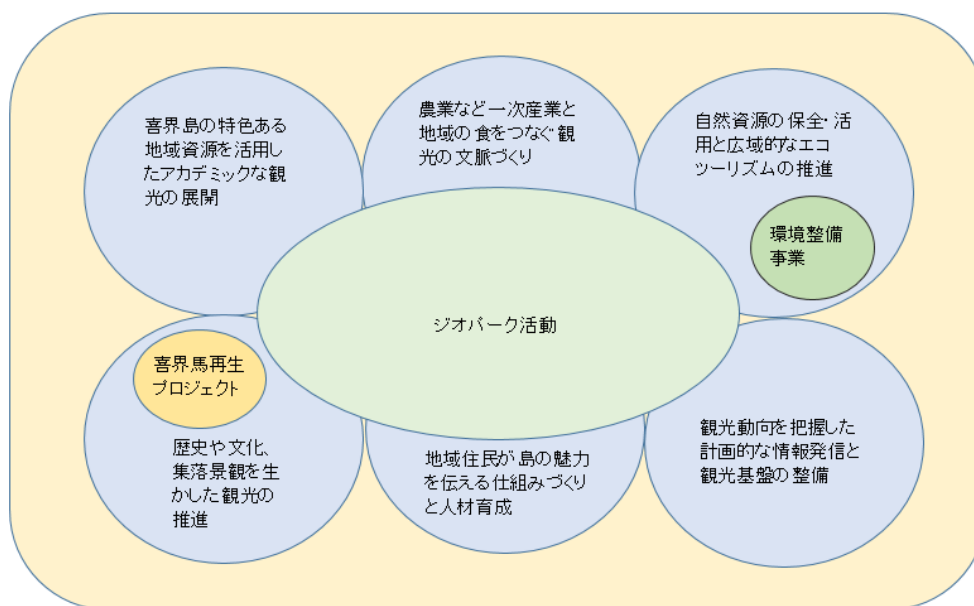 喜界島の特色ある
地域資源を活用し
たアカデミックな観
光の展開
農業など一次産業と
地域の食をつなぐ観
光の文脈づくり
自然資源の保全・活
用と広域的なエコ
ツーリズムの推進
環境整備
事業
ジオパーク活動
喜界馬再生
プロジェクト
歴史や文化、
集落景観を生
かした観光の
推進
地域住民が島の魅力
を伝える仕組みづくり
と人材育成
観光動向を把握した
計画的な情報発信と
観光基盤の整備